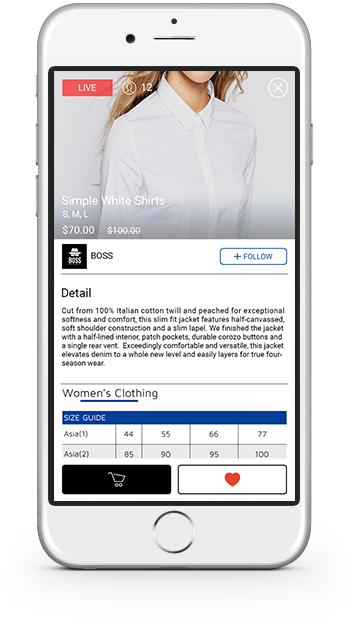 LIVE 12
Simple White Shirts
S, M, L
$70.00 $100.00
BOSS BOSS + FOLLOW
Detail
Cut from 100% Italian cotton twill and peached for exceptional
softness and comfort, this slim fit jacket features half-canvassed,
soft shoulder construction and a slim lapel. We finished the jacket
with a half-lined interior, patch pockets, durable corozo buttons and
a single rear vent. Exceedingly comfortable and versatile, this jacket
elevates denim to a whole new level and easily layers for true four-
season wear.
Women's Clothing
SIZE GUIDE
Asia(1) 44 55 66 77
Asia(2) 85 90 95 100